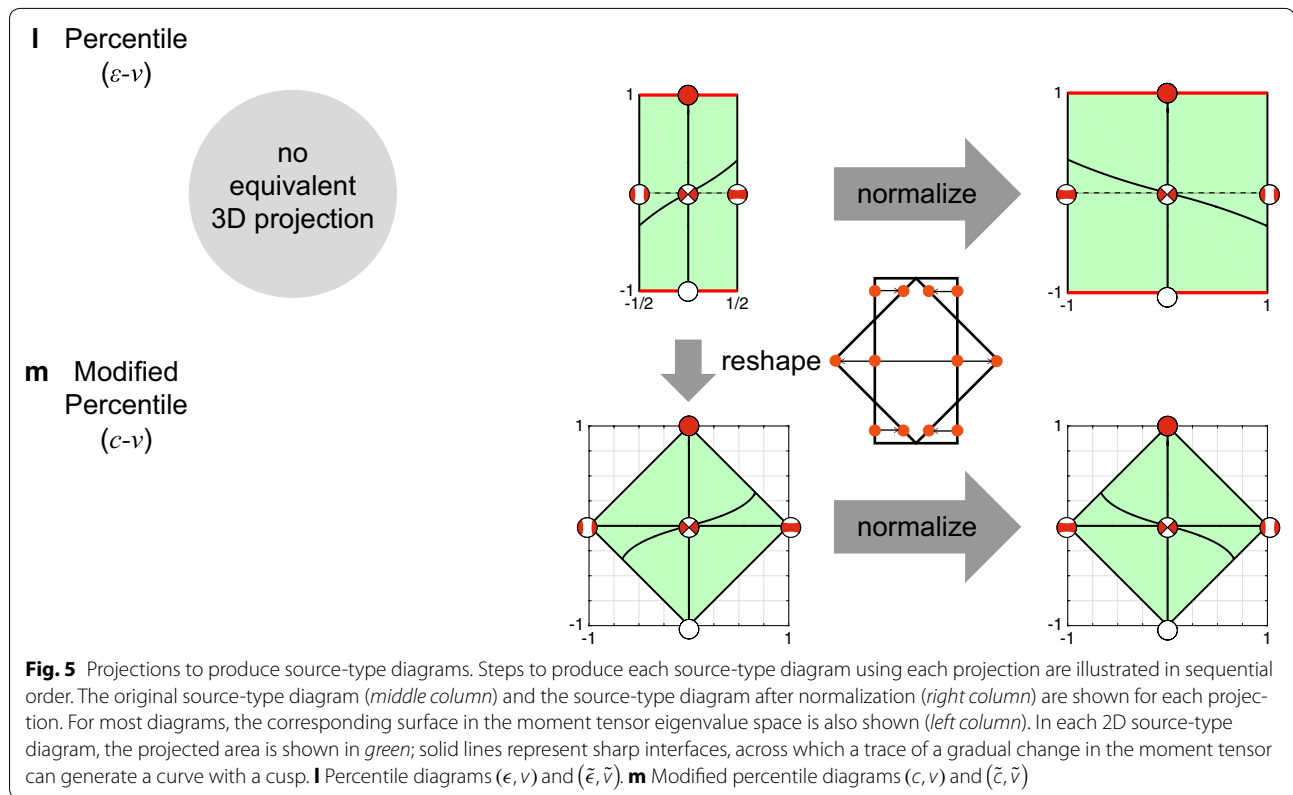 l Percentile
(ε-v)
no
equivalent
3D projection
1
-1
-1/2
1/2
normalize
1
-1
-1
1
reshape
m Modified
Percentile
(c-v)
1
-1
-1
1
normalize
1
-1
-1
1
Fig. 5 Projections to produce source-type diagrams. Steps to produce each source-type diagram using each projection are illustrated in sequential
order. The original source-type diagram (middle column) and the source-type diagram after normalization (right column) are shown for each projec-
tion. For most diagrams, the corresponding surface in the moment tensor eigenvalue space is also shown (left column). In each 2D source-type
diagram, the projected area is shown in green; solid lines represent sharp interfaces, across which a trace of a gradual change in the moment tensor
can generate a curve with a cusp. l Percentile diagrams (ϵ, v) and (ϵ̃, ṽ). m Modified percentile diagrams (c, v) and (c̃, ṽ)